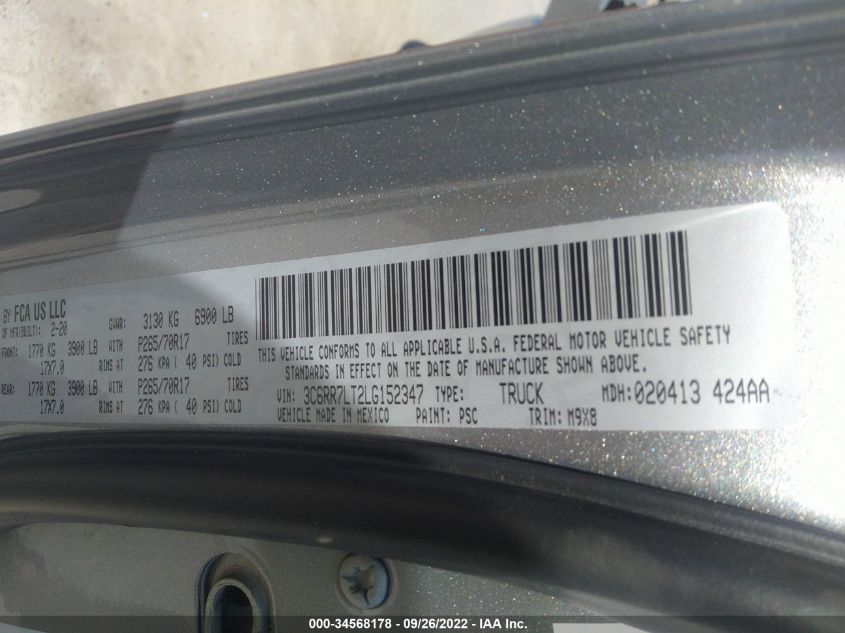 BY FCA US LLC
OF MFR(BUILT): 2-20 GVWR: 3130 KG 6900 LB
FRONT: 1770 KG 3900 LB WITH P265/70R17 TIRES
17X7.0 RIMS AT 276 KPA ( 40 PSI) COLD
REAR: 1770 KG 3900 LB WITH P265/70R17 TIRES
17X7.0 RIMS AT 276 KPA ( 40 PSI) COLD
THIS VEHICLE CONFORMS TO ALL APPLICABLE U.S.A. FEDERAL MOTOR VEHICLE SAFETY
STANDARDS IN EFFECT ON THE DATE OF MANUFACTURE SHOWN ABOVE.
VIN: 3C6RR7LT2LG152347 TYPE: TRUCK MDH: 020413 424AA
VEHICLE MADE IN MEXICO PAINT: PSC TRIM: M9X8
000-34568178 - 09/26/2022 - IAA Inc.